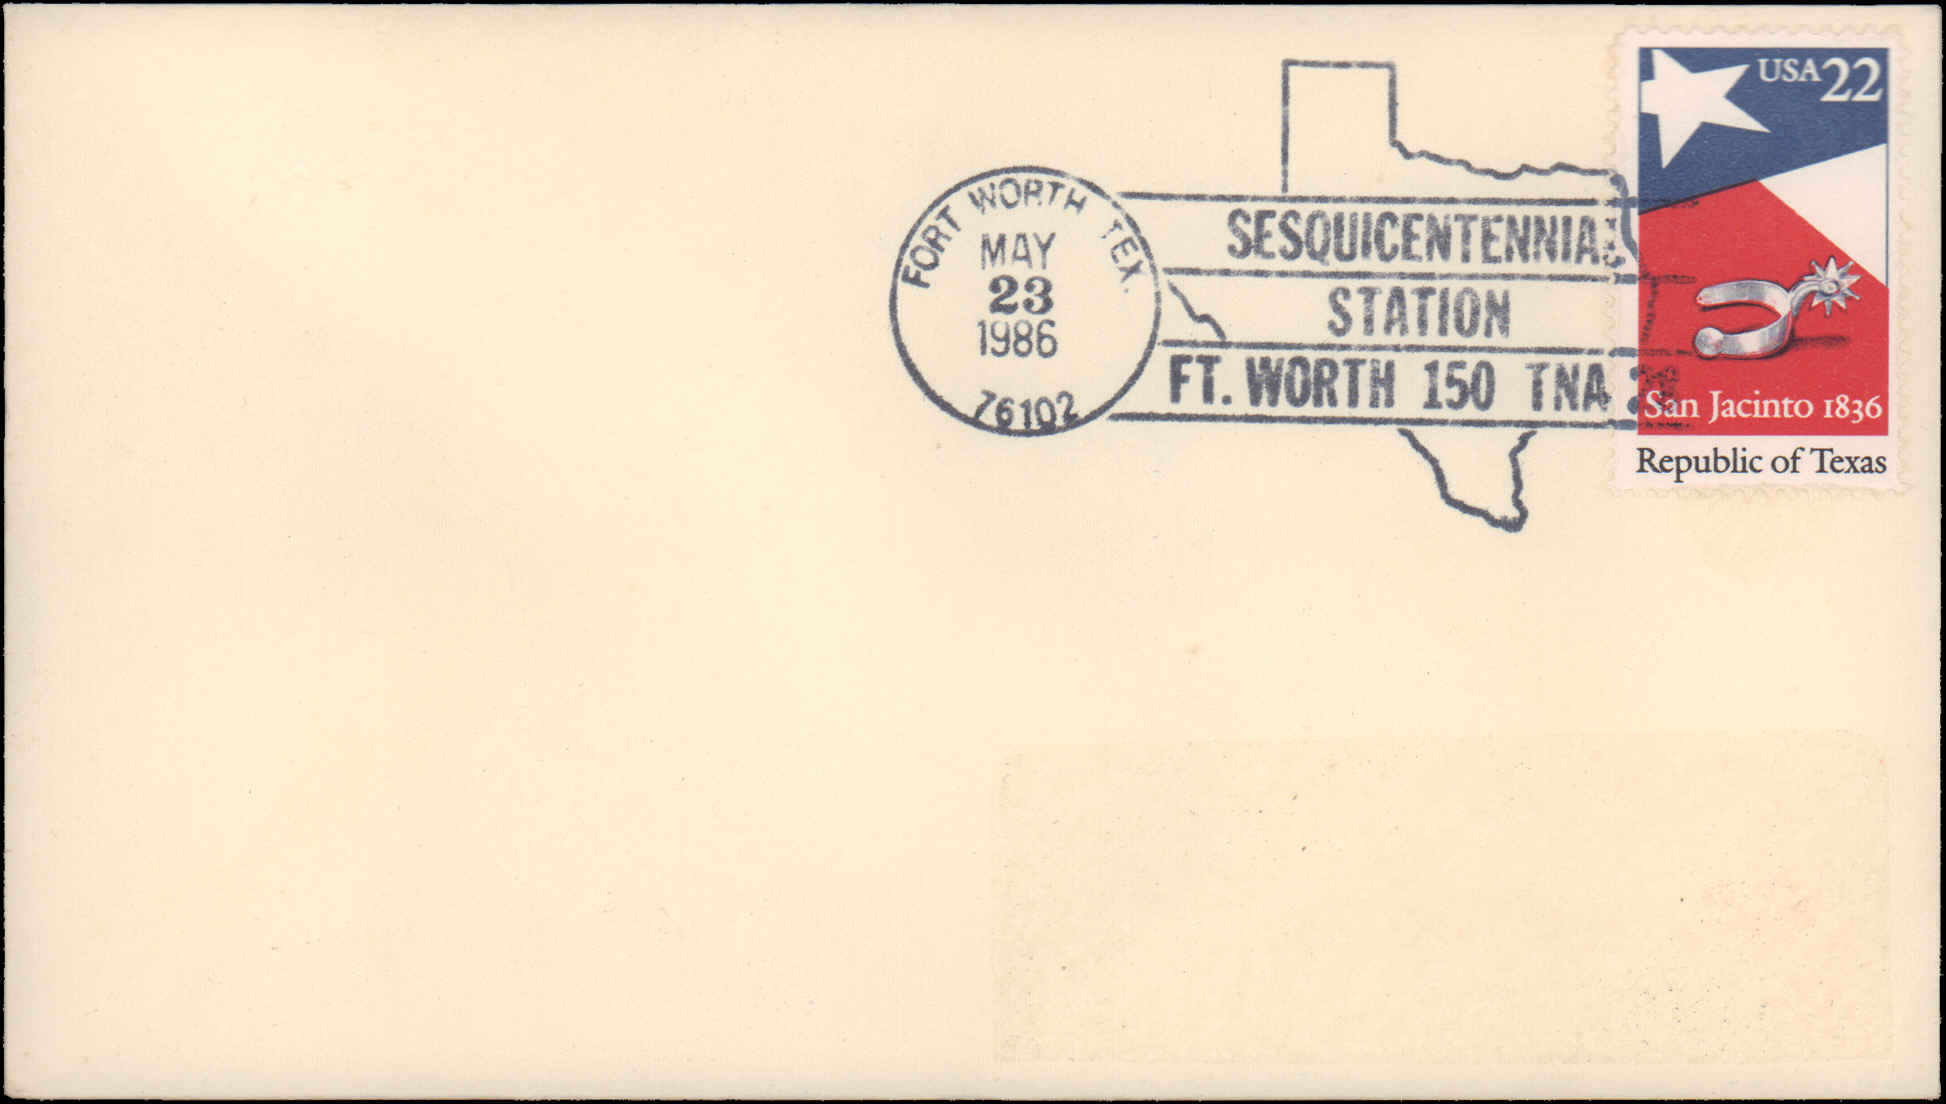 FORT WORTH TEX.
MAY
23
1986
76102
SESQUICENTENNIAL
STATION
FT. WORTH 150 TNA
USA 22
San Jacinto 1836
Republic of Texas